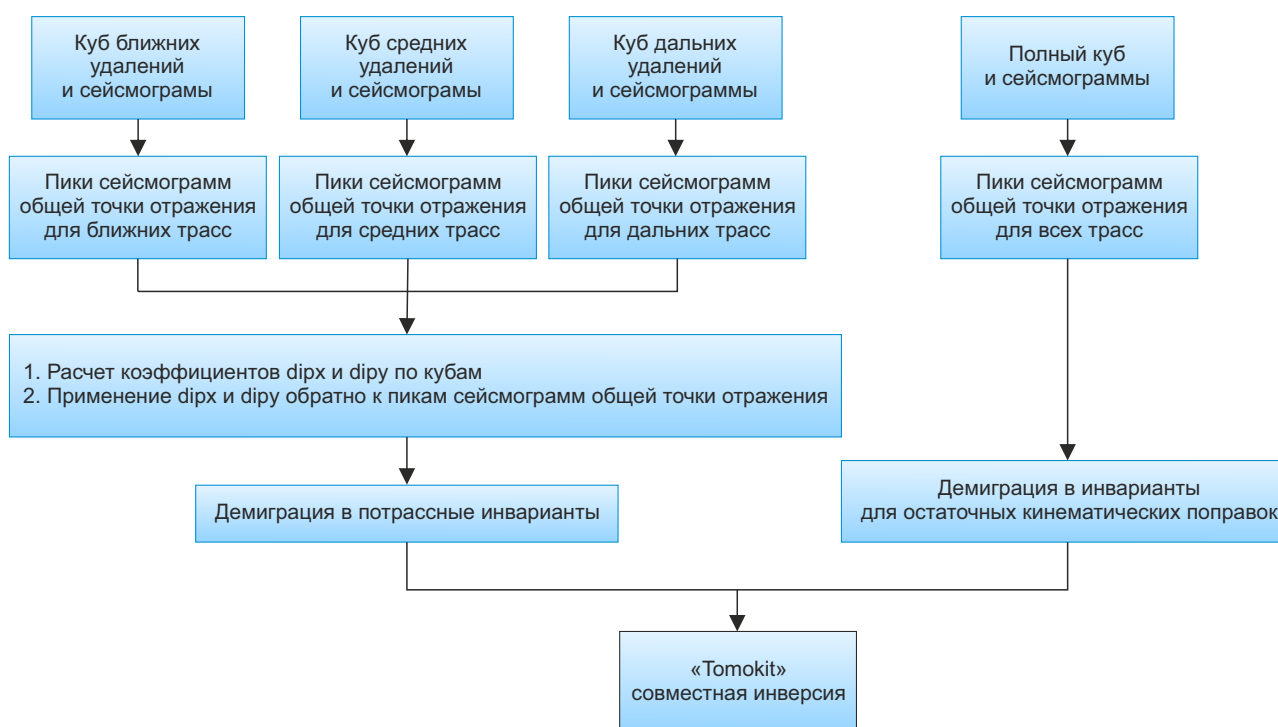 Куб ближних
удалений
и сейсмограмы
Куб средних
удалений
и сейсмограмы
Куб дальних
удалений
и сейсмограммы
Полный куб
и сейсмограммы
Пики сейсмограмм
общей точки отражения
для ближних трасс
Пики сейсмограмм
общей точки отражения
для средних трасс
Пики сейсмограмм
общей точки отражения
для дальних трасс
Пики сейсмограмм
общей точки отражения
для всех трасс
1. Расчет коэффициентов dipx и dipy по кубам
2. Применение dipx и dipy обратно к пикам сейсмограмм общей точки отражения
Демиграция в потрассные инварианты
Демиграция в инварианты
для остаточных кинематических поправок
«Tomokit»
совместная инверсия